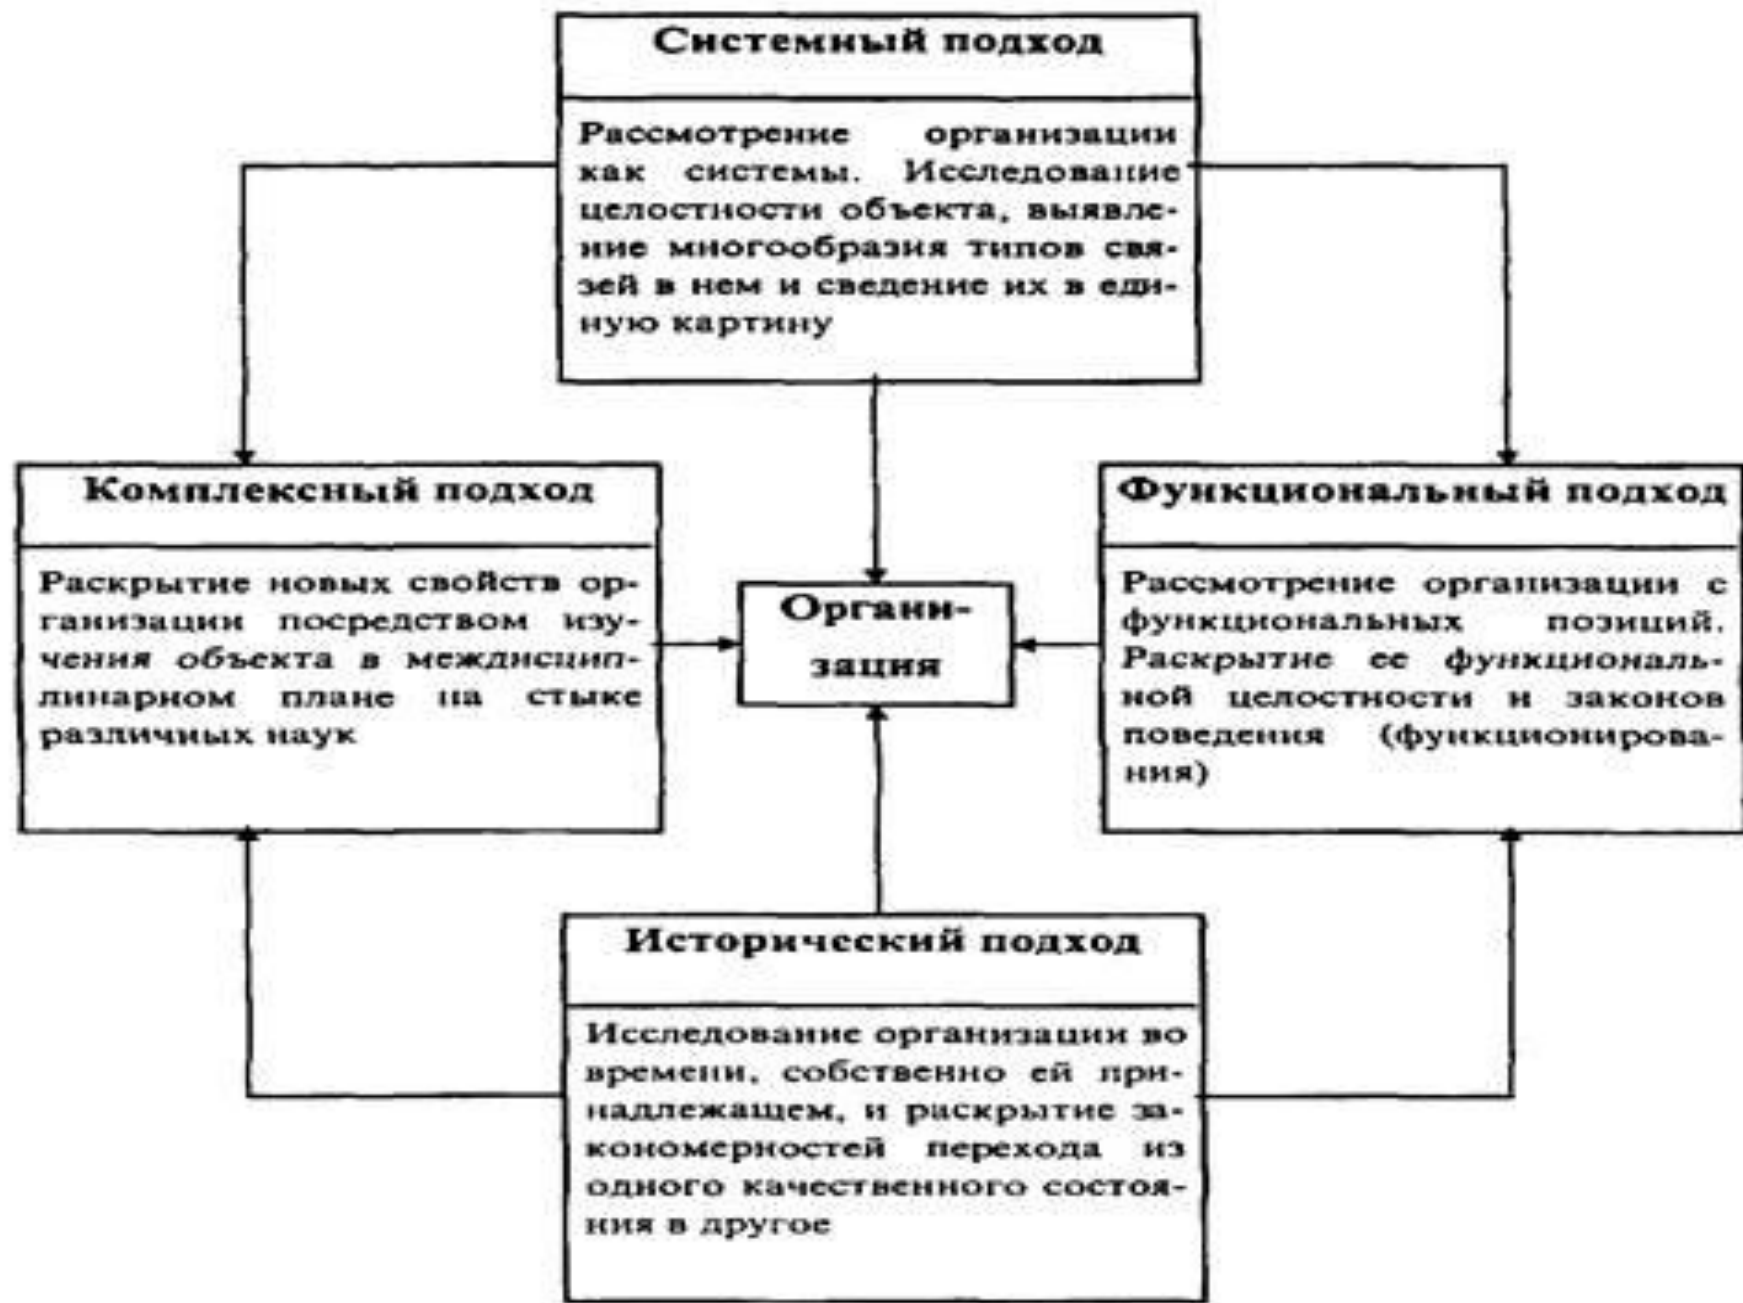 Системный подход
Рассмотрение организации
как системы. Исследование
целостности объекта, выявле-
ние многообразия типов свя-
зей в нем и сведение их в еди-
ную картину
Комплексный подход
Раскрытие новых свойств ор-
ганизации посредством изу-
чения объекта в междисцип-
линарном плане на стыке
различных наук
Органи-
зация
Функциональный подход
Рассмотрение организации с
функциональных позиций.
Раскрытие ее функциональ-
ной целостности и законов
поведения (функционирова-
ния)
Исторический подход
Исследование организации во
времени, собственно ей при-
надлежащем, и раскрытие за-
кономерностей перехода из
одного качественного состоя-
ния в другое